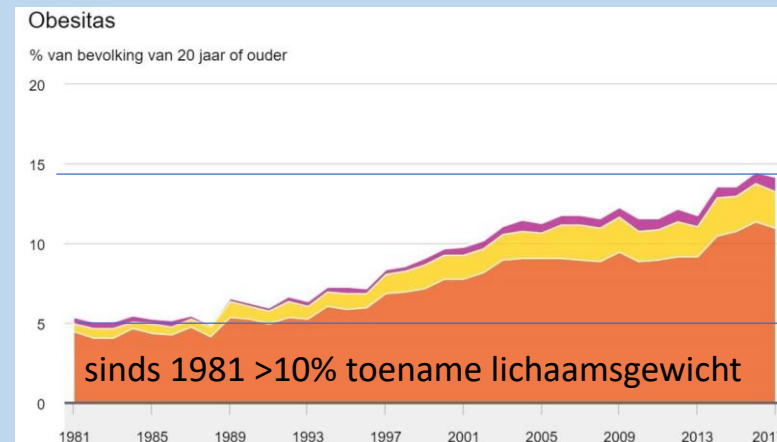 Obesitas
% van bevolking van 20 jaar of ouder
20
15
10
5
sinds 1981 >10% toename lichaamsgewicht
0
1981 1985 1989 1993 1997 2001 2005 2009 2013 201